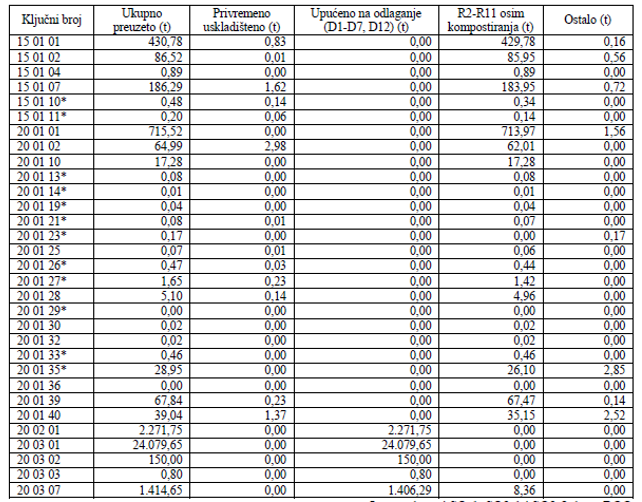 Ključni broj Ukupno preuzeto (t) Privremeno uskladišteno (t) Upućeno na odlaganje (D1-D7, D12) (t) R2-R11 osim kompostiranja (t) Ostalo (t)
15 01 01 430,78 0,83 0,00 429,78 0,16
15 01 02 86,52 0,01 0,00 85,95 0,56
15 01 04 0,89 0,00 0,00 0,89 0,00
15 01 07 186,29 1,62 0,00 183,95 0,72
15 01 10* 0,48 0,14 0,00 0,34 0,00
15 01 11* 0,20 0,06 0,00 0,14 0,00
20 01 01 715,52 0,00 0,00 713,97 1,56
20 01 02 64,99 2,98 0,00 62,01 0,00
20 01 10 17,28 0,00 0,00 17,28 0,00
20 01 13* 0,08 0,00 0,00 0,08 0,00
20 01 14* 0,01 0,00 0,00 0,01 0,00
20 01 19* 0,04 0,00 0,00 0,04 0,00
20 01 21* 0,08 0,01 0,00 0,07 0,00
20 01 23* 0,17 0,00 0,00 0,00 0,17
20 01 25 0,07 0,01 0,00 0,06 0,00
20 01 26* 0,47 0,03 0,00 0,44 0,00
20 01 27* 1,65 0,23 0,00 1,42 0,00
20 01 28 5,10 0,14 0,00 4,96 0,00
20 01 29* 0,00 0,00 0,00 0,00 0,00
20 01 30 0,02 0,00 0,00 0,02 0,00
20 01 32 0,02 0,00 0,00 0,02 0,00
20 01 33* 0,46 0,00 0,00 0,46 0,00
20 01 35* 28,95 0,00 0,00 26,10 2,85
20 01 36 0,00 0,00 0,00 0,00 0,00
20 01 39 67,84 0,23 0,00 67,47 0,14
20 01 40 39,04 1,37 0,00 35,15 2,52
20 02 01 2.271,75 0,00 2.271,75 0,00 0,00
20 03 01 24.079,65 0,00 24.079,65 0,00 0,00
20 03 02 150,00 0,00 150,00 0,00 0,00
20 03 03 0,80 0,00 0,80 0,00 0,00
20 03 07 1.414,65 0,00 1.406,29 8,36 0,00